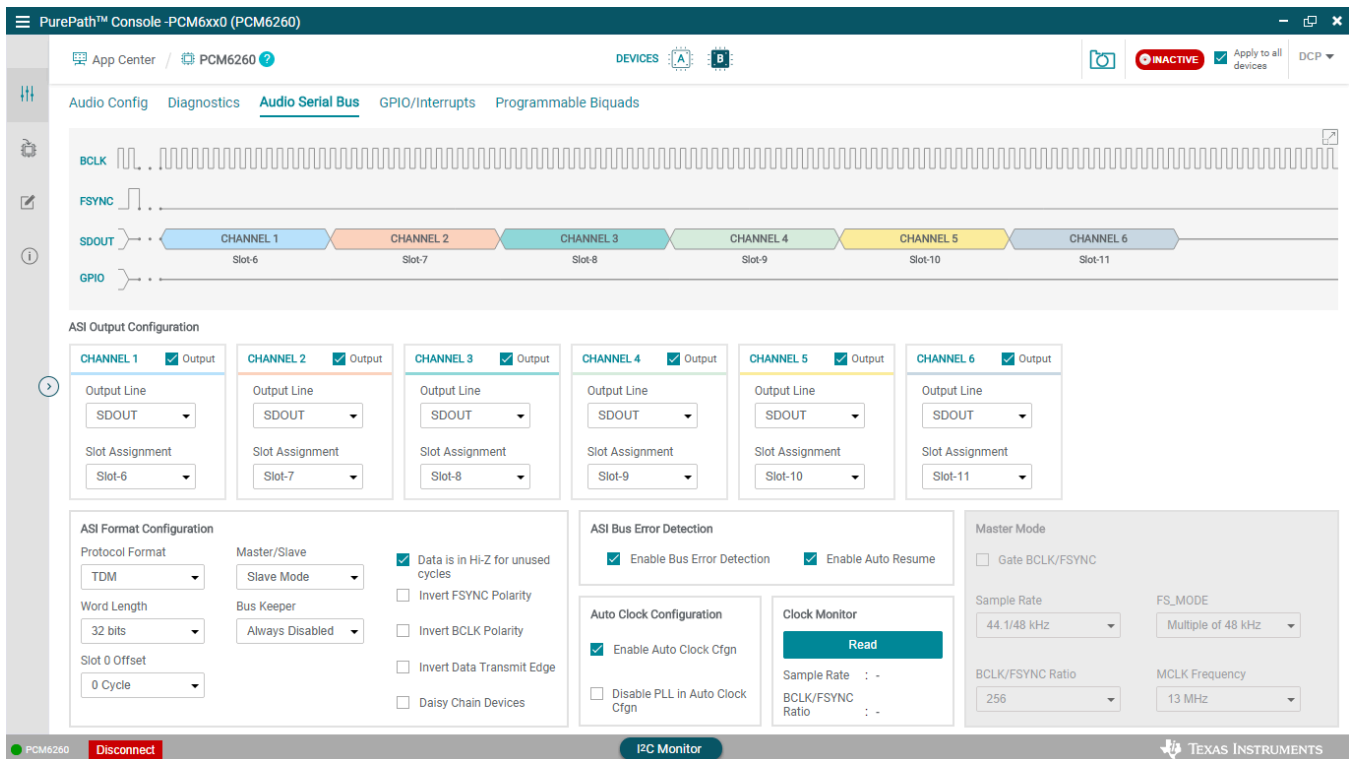 PurePath™ Console -PCM6xx0 (PCM6260)
App Center / PCM6260 ?
DEVICES A B
INACTIVE
Apply to all
devices
DCP
Audio Config Diagnostics Audio Serial Bus GPIO/Interrupts Programmable Biquads
BCLK
FSYNC
SDOUT CHANNEL 1 CHANNEL 2 CHANNEL 3 CHANNEL 4 CHANNEL 5 CHANNEL 6
Slot-6 Slot-7 Slot-8 Slot-9 Slot-10 Slot-11
GPIO
ASI Output Configuration
CHANNEL 1 Output CHANNEL 2 Output CHANNEL 3 Output CHANNEL 4 Output CHANNEL 5 Output CHANNEL 6 Output
Output Line Output Line Output Line Output Line Output Line Output Line
SDOUT SDOUT SDOUT SDOUT SDOUT SDOUT
Slot Assignment Slot Assignment Slot Assignment Slot Assignment Slot Assignment Slot Assignment
Slot-6 Slot-7 Slot-8 Slot-9 Slot-10 Slot-11
ASI Format Configuration
Protocol Format
TDM
Word Length
32 bits
Slot 0 Offset
0 Cycle
Master/Slave
Slave Mode
Bus Keeper
Always Disabled
Data is in Hi-Z for unused
cycles
Invert FSYNC Polarity
Invert BCLK Polarity
Invert Data Transmit Edge
Daisy Chain Devices
ASI Bus Error Detection
Enable Bus Error Detection Enable Auto Resume
Auto Clock Configuration
Enable Auto Clock Cfgn
Disable PLL in Auto Clock
Cfgn
Clock Monitor
Read
Sample Rate : -
BCLK/FSYNC
Ratio : -
Master Mode
Gate BCLK/FSYNC
Sample Rate FS_MODE
44.1/48 kHz Multiple of 48 kHz
BCLK/FSYNC Ratio MCLK Frequency
256 13 MHz
PCM6260 Disconnect I²C Monitor TEXAS INSTRUMENTS